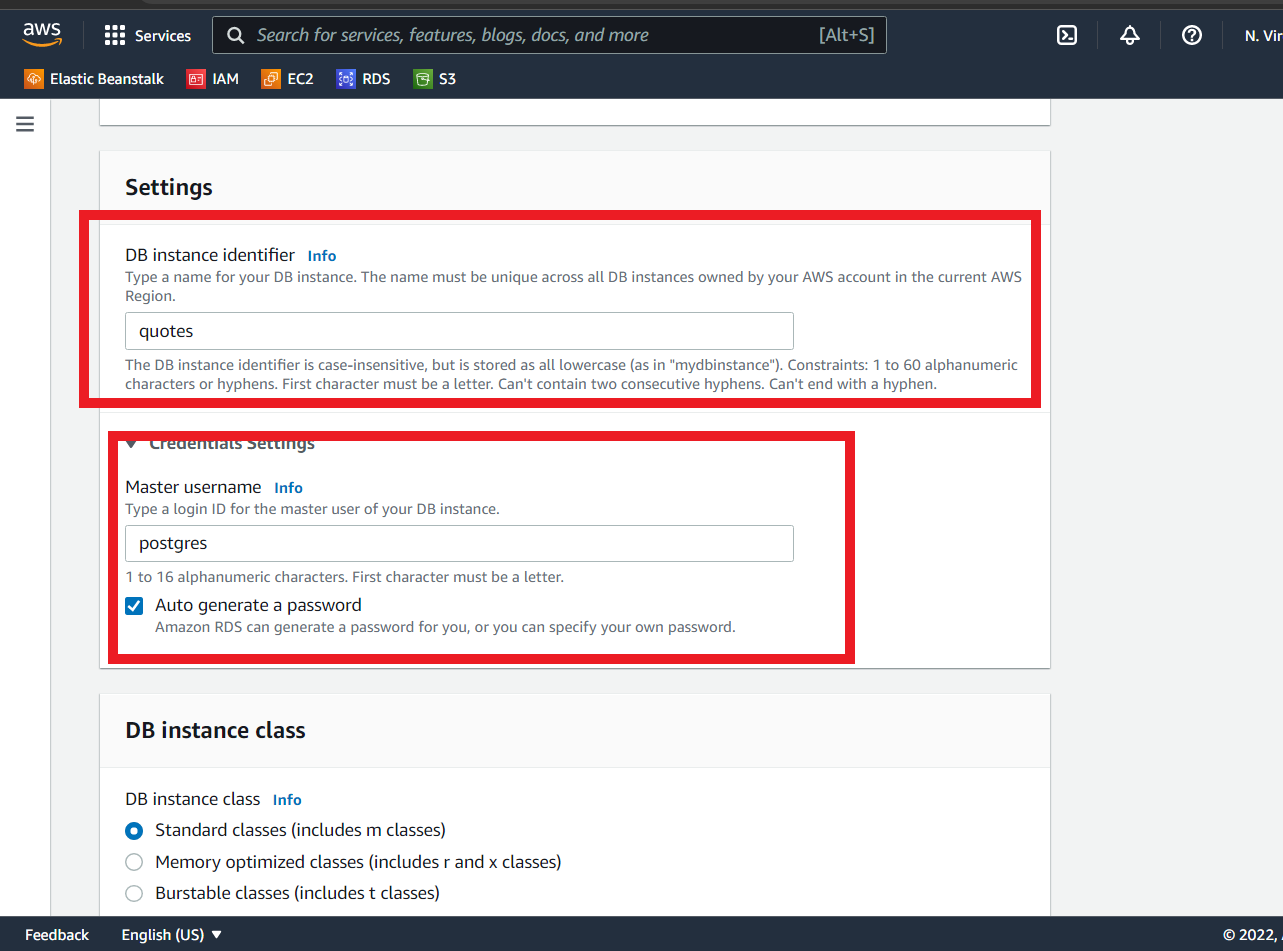 aws
Services
Search for services, features, blogs, docs, and more
[Alt+S]
N. Vir
Elastic Beanstalk
IAM
EC2
RDS
S3
Settings
DB instance identifier Info
Type a name for your DB instance. The name must be unique across all DB instances owned by your AWS account in the current AWS
Region.
quotes
The DB instance identifier is case-insensitive, but is stored as all lowercase (as in "mydbinstance"). Constraints: 1 to 60 alphanumeric
characters or hyphens. First character must be a letter. Can't contain two consecutive hyphens. Can't end with a hyphen.
Credentials Settings
Master username Info
Type a login ID for the master user of your DB instance.
postgres
1 to 16 alphanumeric characters. First character must be a letter.
Auto generate a password
Amazon RDS can generate a password for you, or you can specify your own password.
DB instance class
DB instance class Info
Standard classes (includes m classes)
Memory optimized classes (includes r and x classes)
Burstable classes (includes t classes)
Feedback
English (US)
© 2022,